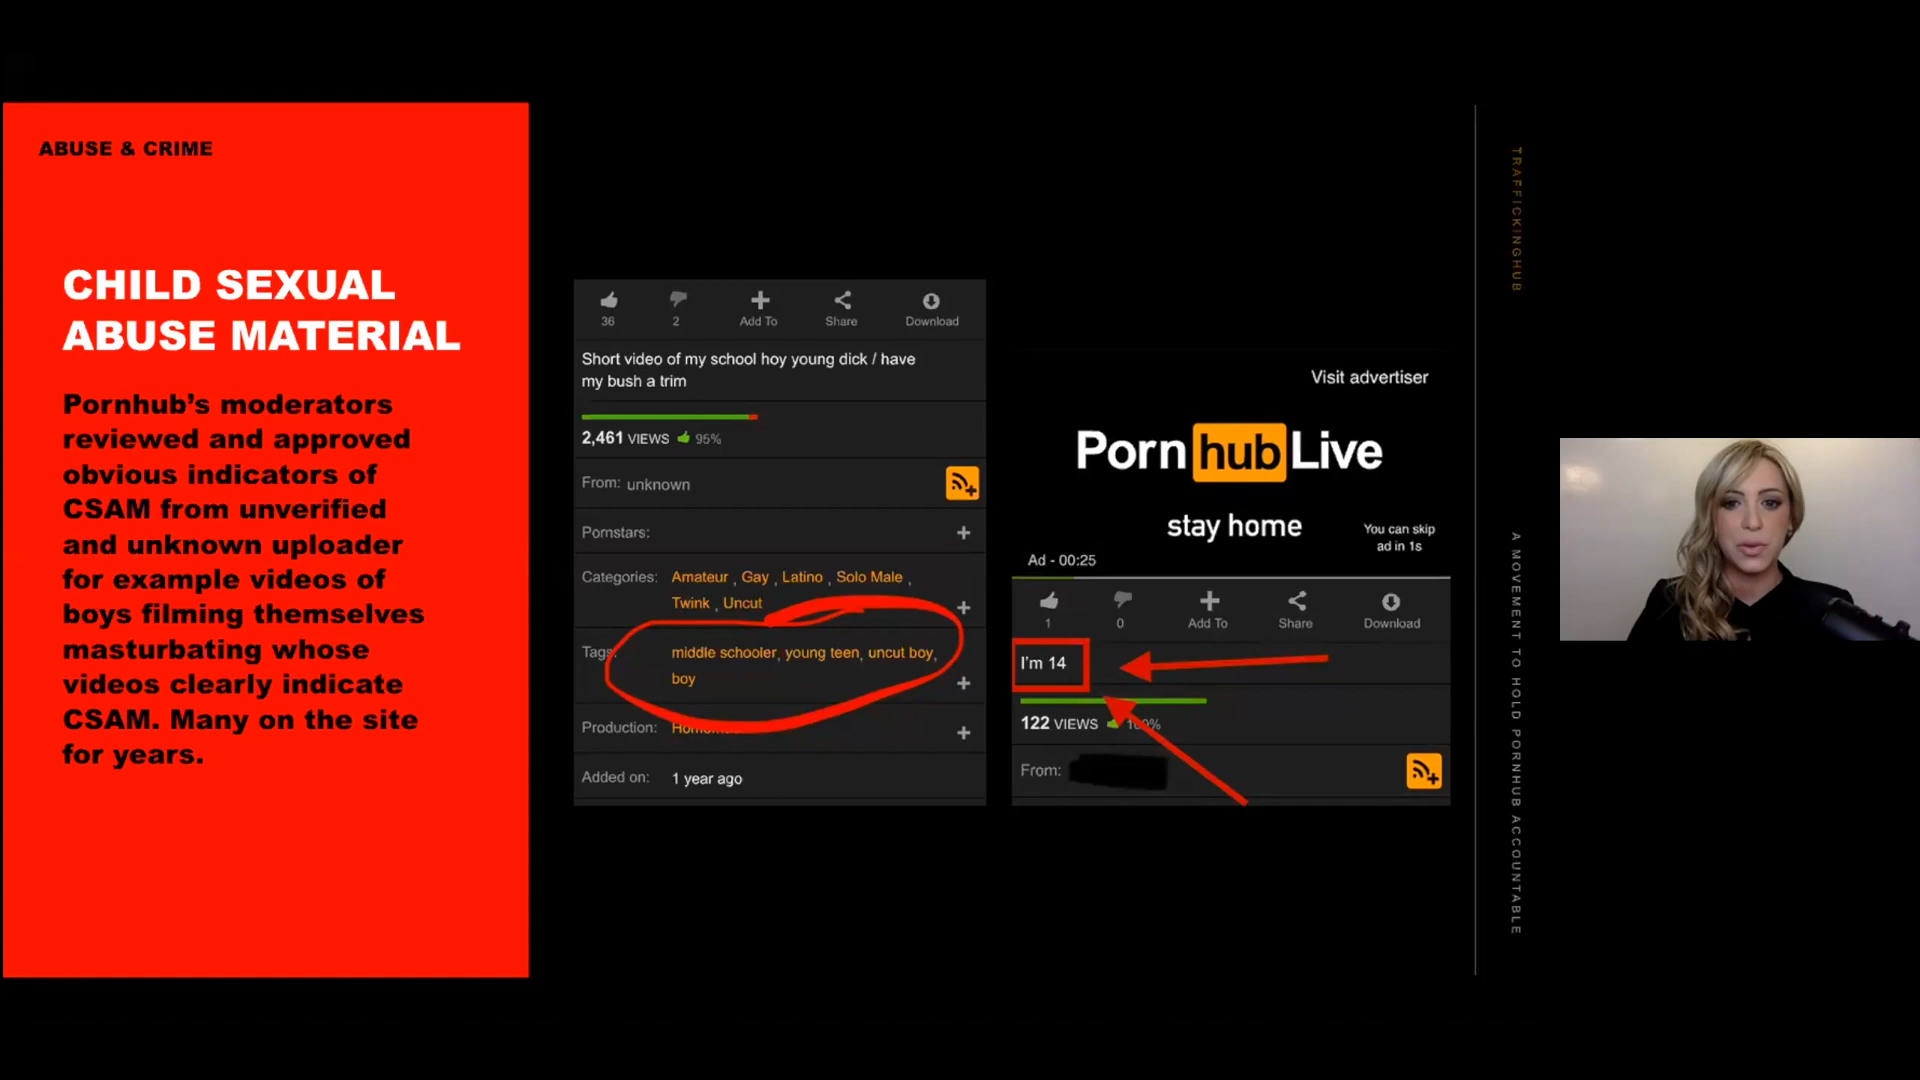 ABUSE & CRIME
CHILD SEXUAL
ABUSE MATERIAL
Pornhub’s moderators
reviewed and approved
obvious indicators of
CSAM from unverified
and unknown uploader
for example videos of
boys filming themselves
masturbating whose
videos clearly indicate
CSAM. Many on the site
for years.
36 2 Add To Share Download
Short video of my school hoy young dick / have
my bush a trim
2,461 VIEWS 95%
From: unknown
Pornstars:
Categories: Amateur , Gay , Latino , Solo Male ,
Twink , Uncut
Tags: middle schooler, young teen, uncut boy,
boy
Production:
Added on: 1 year ago
Visit advertiser
Pornhub Live
stay home
You can skip
ad in 1s
Ad - 00:25
1 0 Add To Share Download
I'm 14
122 VIEWS 100%
From:
TRAFFICKINGHUB
A MOVEMENT TO HOLD PORNHUB ACCOUNTABLE